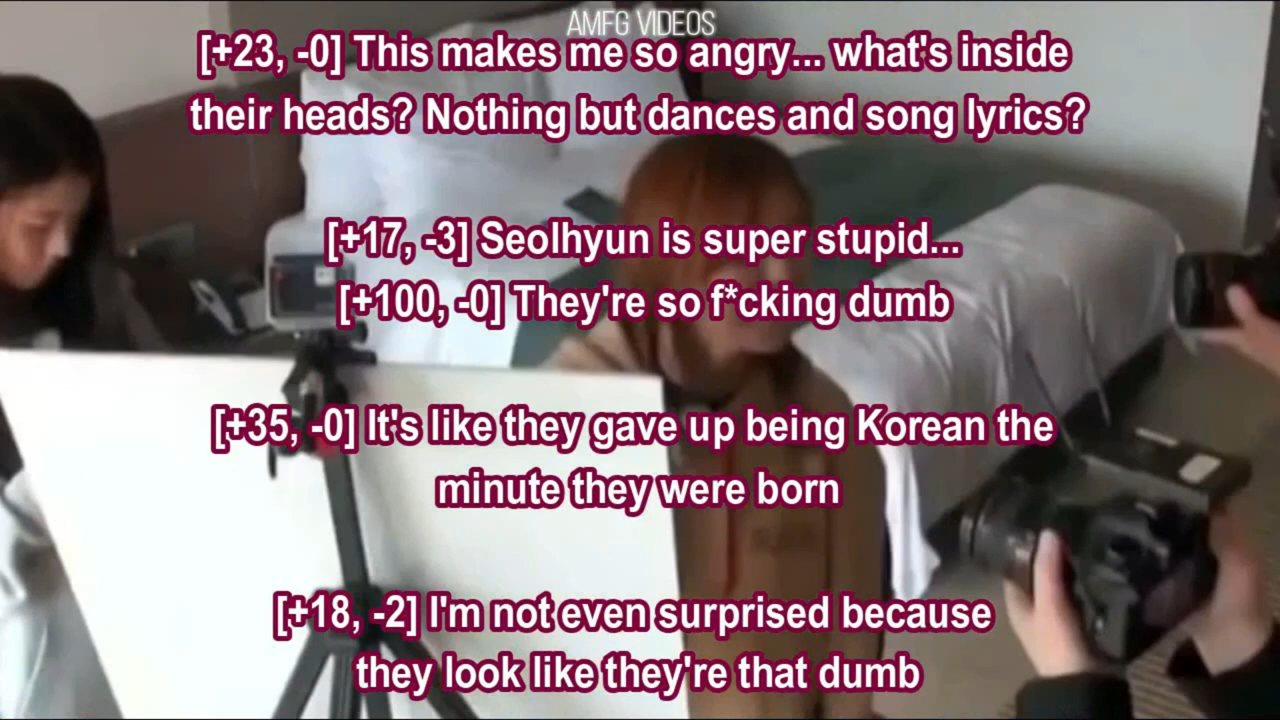 AMFG VIDEOS
[+23, -0] This makes me so angry... what's inside
their heads? Nothing but dances and song lyrics?
[+17, -3] Seolhyun is super stupid...
[+100, -0] They're so f*cking dumb
[+35, -0] It's like they gave up being Korean the
minute they were born
[+18, -2] I'm not even surprised because
they look like they're that dumb